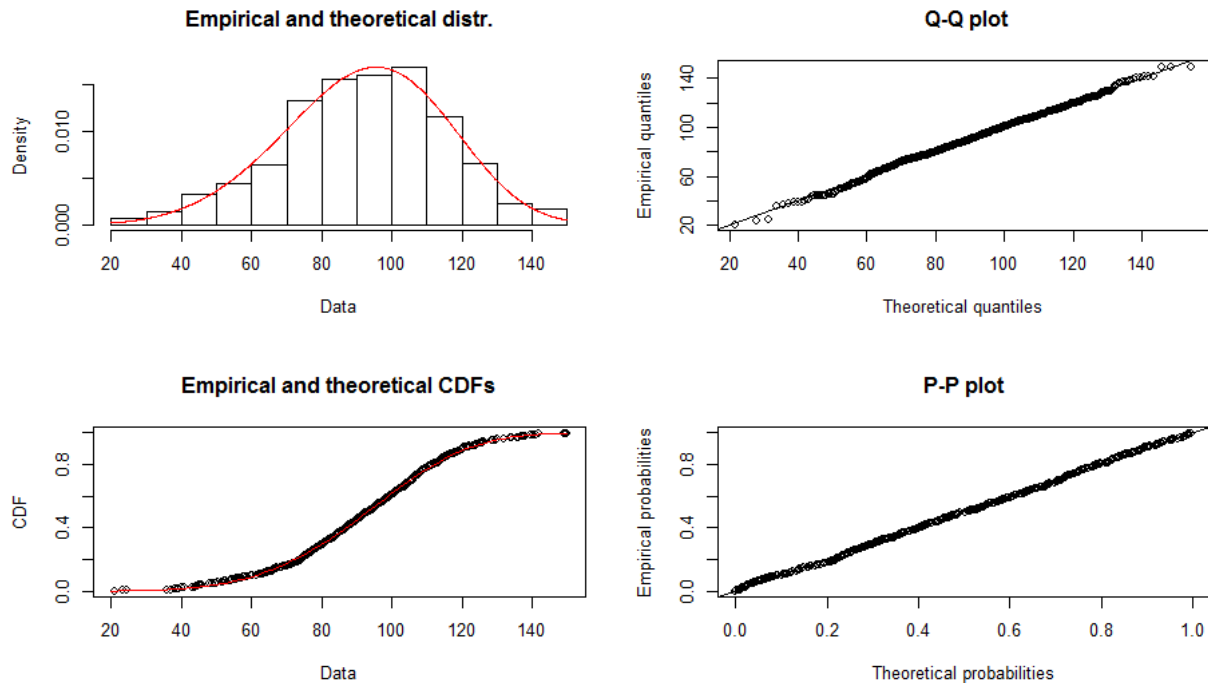 Empirical and theoretical distr.
Density
0.000
0.010
20 40 60 80 100 120 140
Data
Q-Q plot
Empirical quantiles
20
60
100
140
20 40 60 80 100 120 140
Theoretical quantiles
Empirical and theoretical CDFs
CDF
0.0
0.4
0.8
20 40 60 80 100 120 140
Data
P-P plot
Empirical probabilities
0.0
0.4
0.8
0.0 0.2 0.4 0.6 0.8 1.0
Theoretical probabilities